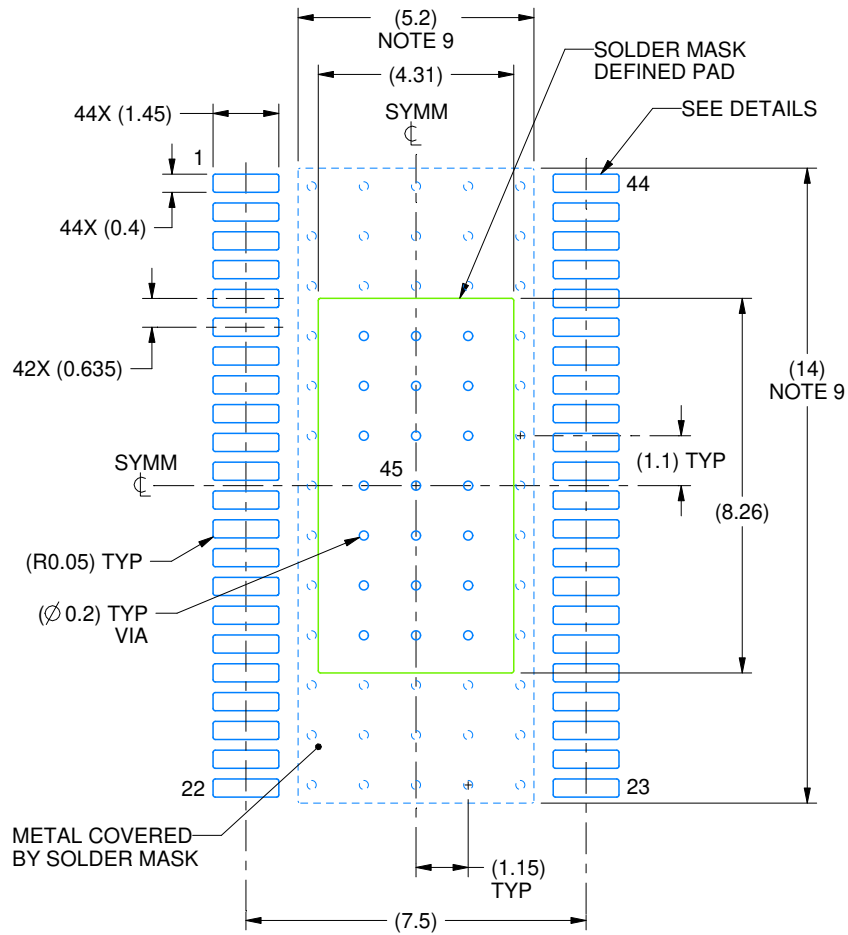 (5.2)
NOTE 9
SOLDER MASK
DEFINED PAD
(4.31)
44X (1.45)
SYMM
SEE DETAILS
1
44
44X (0.4)
42X (0.635)
(14)
NOTE 9
SYMM
45
(1.1) TYP
(8.26)
(R0.05) TYP
(∅ 0.2) TYP
VIA
22
23
METAL COVERED
BY SOLDER MASK
(1.15)
TYP
(7.5)